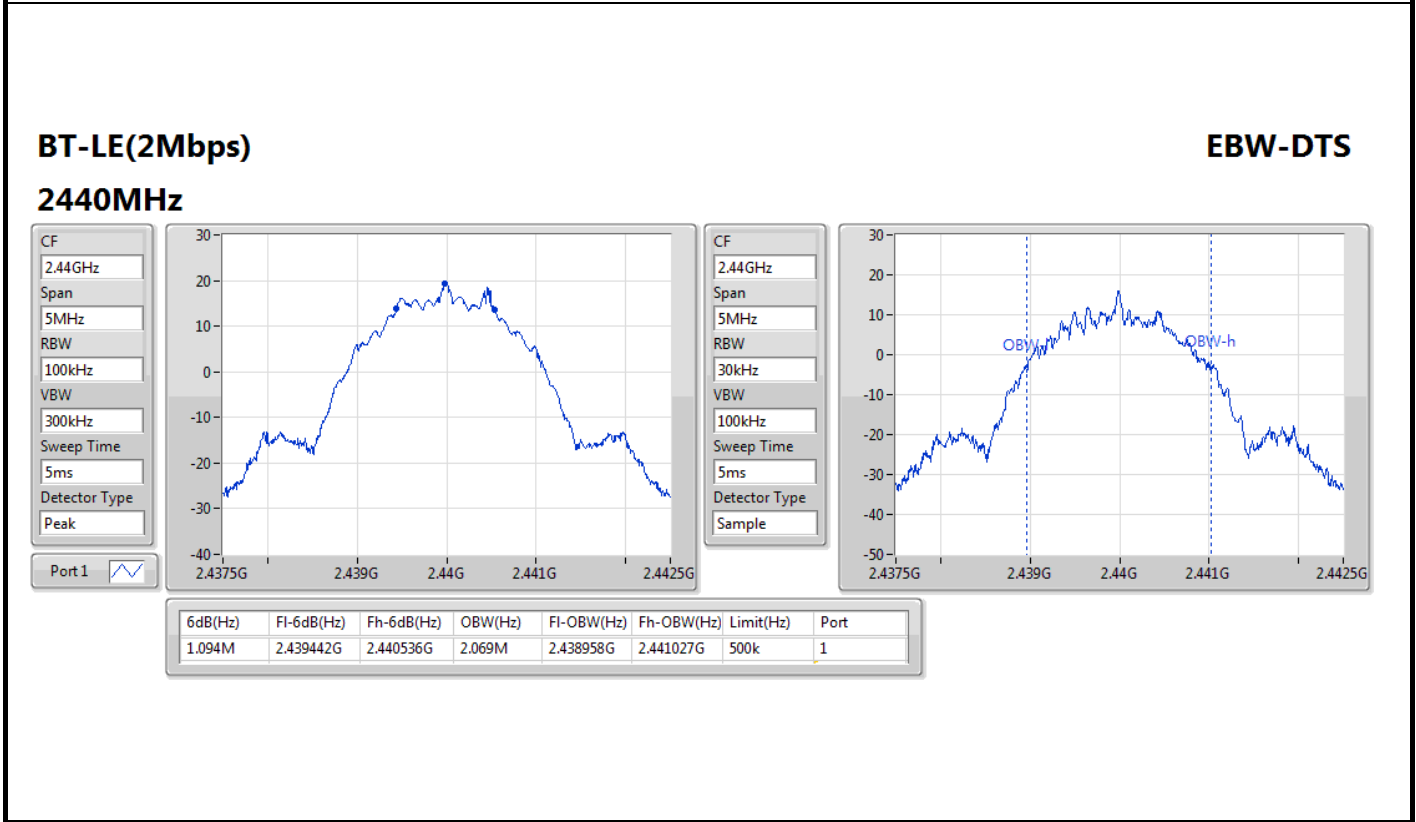 BT-LE(2Mbps)
EBW-DTS
2440MHz
CF
2.44GHz
Span
5MHz
RBW
100kHz
VBW
300kHz
Sweep Time
5ms
Detector Type
Peak
Port 1
30
20
10
0
-10
-20
-30
-40
2.4375G 2.439G 2.44G 2.441G 2.4425G
CF
2.44GHz
Span
5MHz
RBW
30kHz
VBW
100kHz
Sweep Time
5ms
Detector Type
Sample
30
20
10
0
-10
-20
-30
-40
-50
OBW
OBW-h
2.4375G 2.439G 2.44G 2.441G 2.4425G
6dB(Hz) Fl-6dB(Hz) Fh-6dB(Hz) OBW(Hz) Fl-OBW(Hz) Fh-OBW(Hz) Limit(Hz) Port
1.094M 2.439442G 2.440536G 2.069M 2.438958G 2.441027G 500k 1